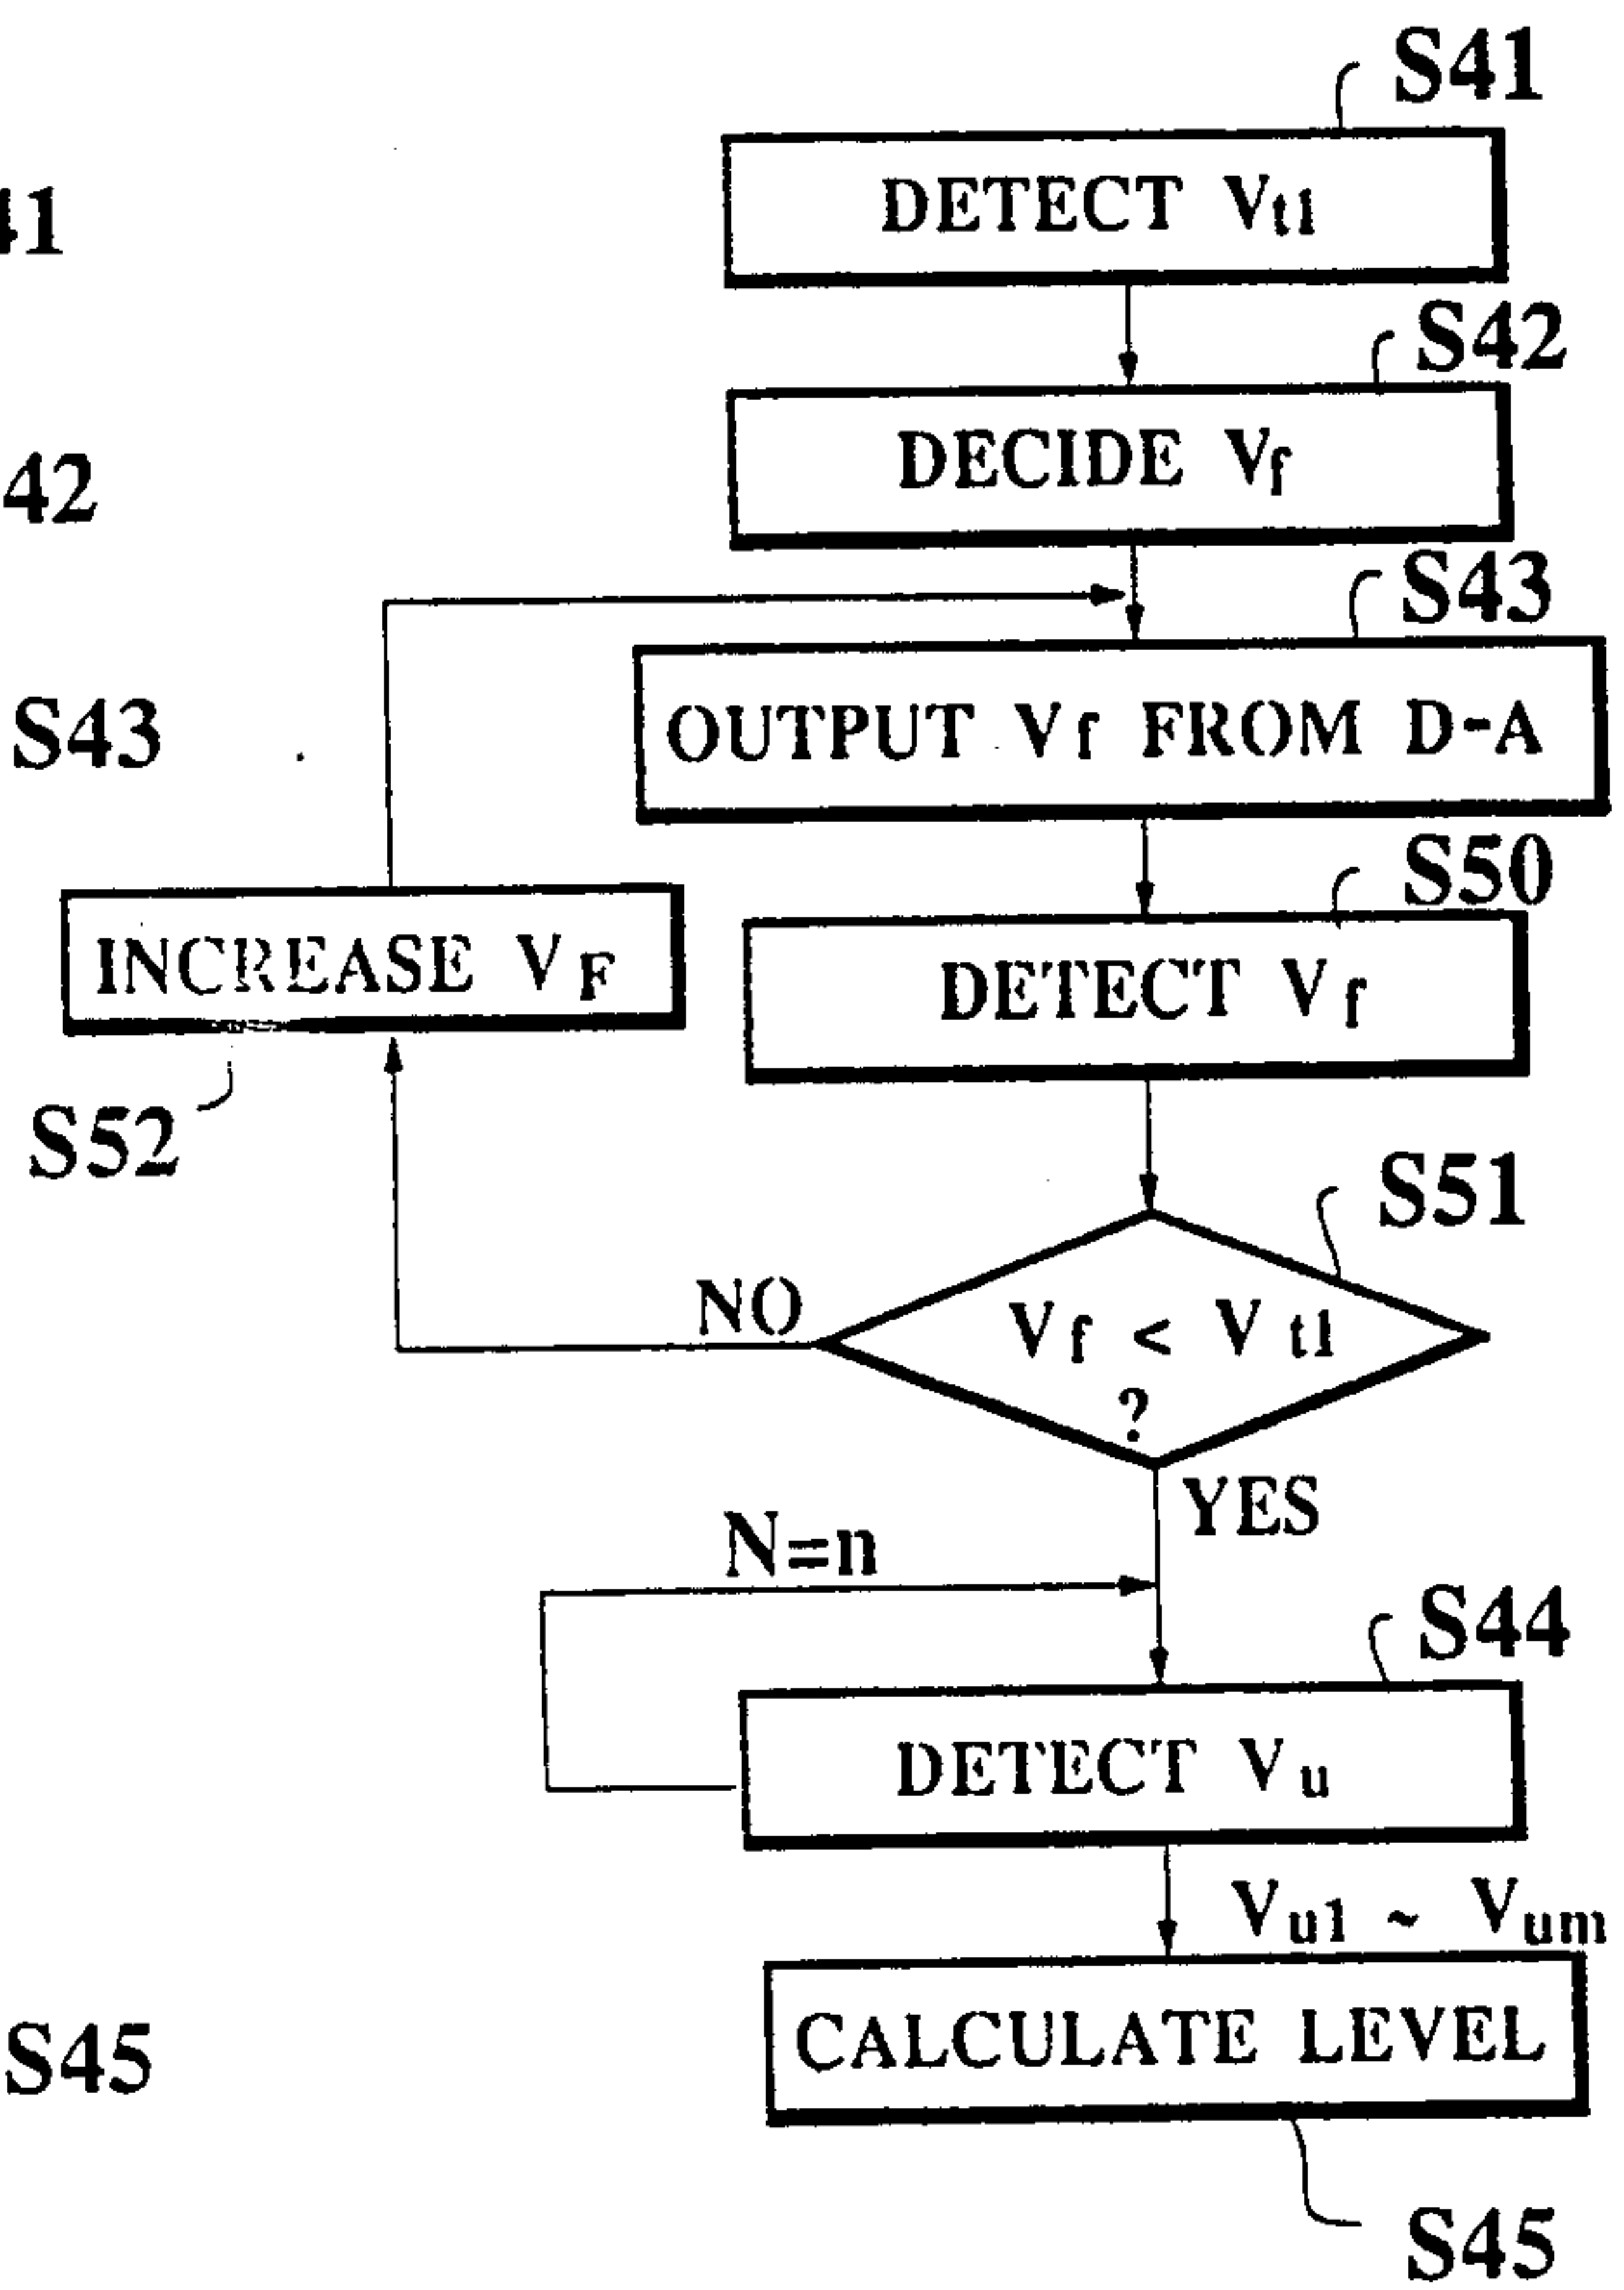 S41
DETECT Vt1
41
S42
DECIDE Vf
42
S43
OUTPUT Vf FROM D-A
S43
S50
INCREASE VF
DETECT Vf
S52
S51
NO
Vf < Vt1
?
YES
N=n
S44
DETECT Vu
Vu1 ~ Vum
CALCULATE LEVEL
S45
S45